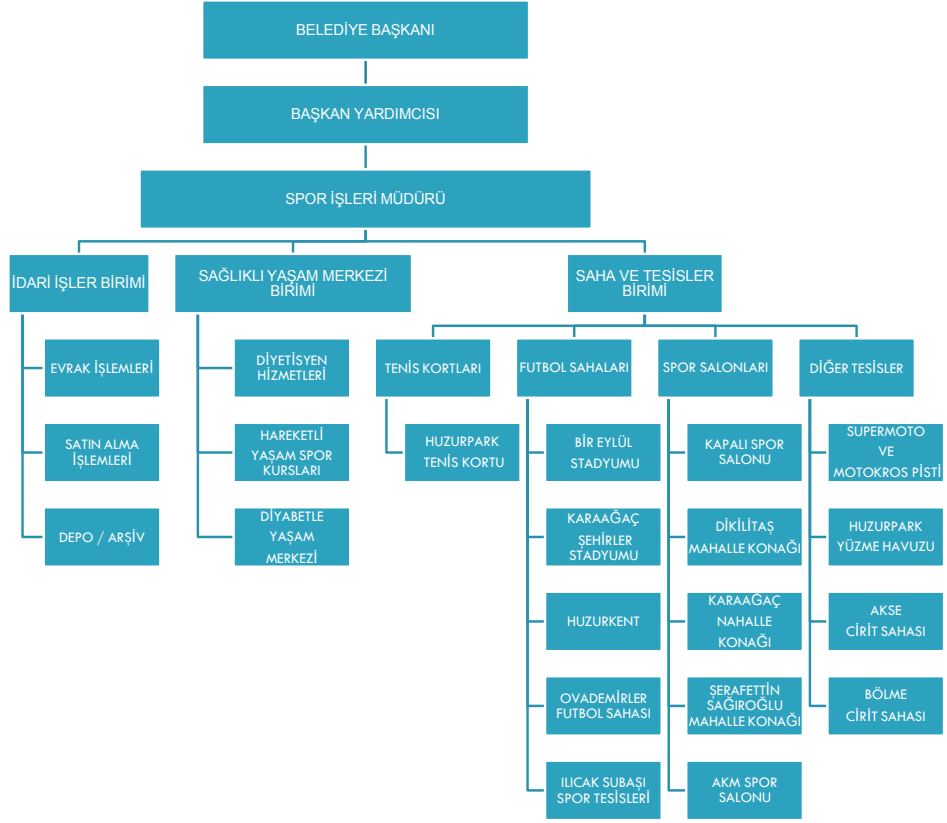 BELEDİYE BAŞKANI
BAŞKAN YARDIMCISI
SPOR İŞLERİ MÜDÜRÜ
İDARİ İŞLER BİRİMİ
EVRAK İŞLEMLERİ
SATIN ALMA
İŞLEMLERİ
DEPO / ARŞİV
SAĞLIKLI YAŞAM MERKEZİ
BİRİMİ
DİYETİSYEN
HİZMETLERİ
HAREKETLİ
YAŞAM SPOR
KURSLARI
DİYABETLE
YAŞAM
MERKEZİ
SAHA VE TESİSLER
BİRİMİ
TENİS KORTLARI
HUZURPARK
TENİS KORTU
FUTBOL SAHALARI
BİR EYLÜL
STADYUMU
KARAAĞAÇ
ŞEHİRLER
STADYUMU
HUZURKENT
OVADEMİRLER
FUTBOL SAHASI
ILICAK SUBAŞI
SPOR TESİSLERİ
SPOR SALONLARI
KAPALI SPOR
SALONU
DİKİLİTAŞ
MAHALLE KONAĞI
KARAAĞAÇ
NAHALLE
KONAĞI
ŞERAFETTİN
SAĞIROĞLU
MAHALLE KONAĞI
AKM SPOR
SALONU
DİĞER TESİSLER
SUPERMOTO
VE
MOTOKROS PİSTİ
HUZURPARK
YÜZME HAVUZU
AKSE
CİRİT SAHASI
BÖLME
CİRİT SAHASI